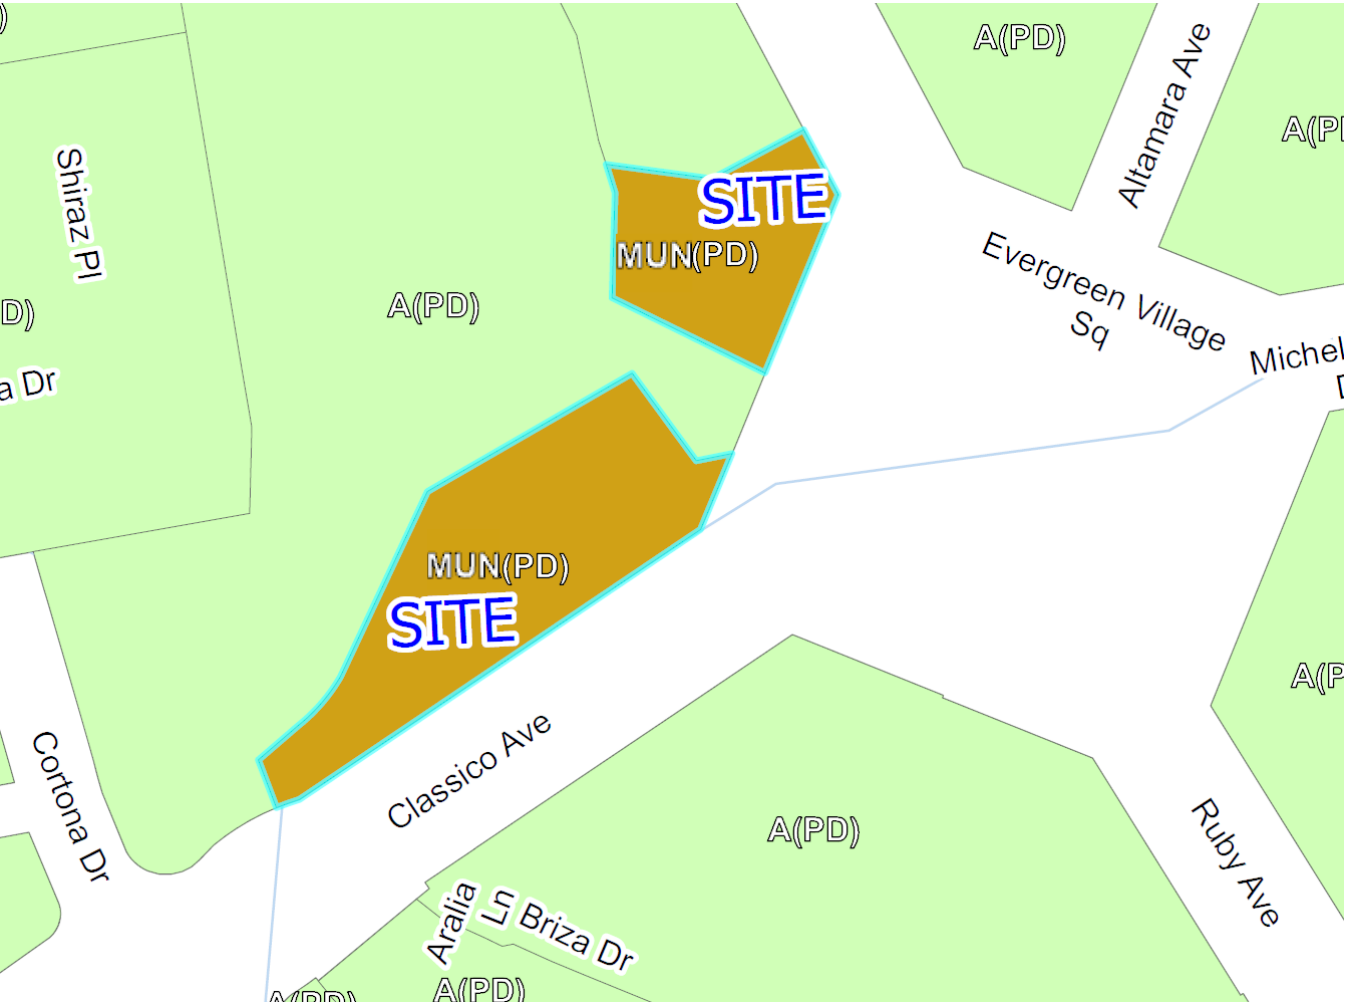 )
A(PD)
Altamara Ave
A(P
Shiraz Pl
SITE
MUN(PD)
Evergreen Village
Sq
A(PD)
D)
Michel
a Dr
MUN(PD)
SITE
A(P
Classico Ave
Cortona Dr
A(PD)
Ruby Ave
Aralia
Ln
Briza Dr
A(PD)
A(PD)